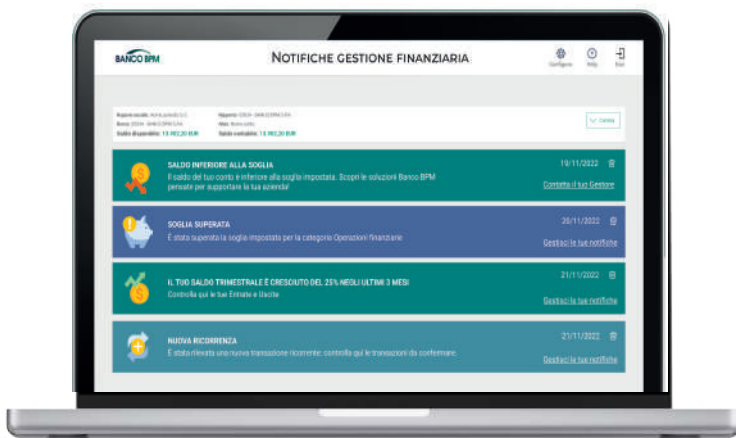 BANCO BPM
NOTIFICHE GESTIONE FINANZIARIA
Configura
Help
Esci
Ragione sociale:
Rapporto:
Banca:
Saldo disponibile: 13.902,20 EUR
Saldo contabile: 13.902,20 EUR
SALDO INFERIORE ALLA SOGLIA
19/11/2022
Il saldo del tuo conto è inferiore alla soglia impostata. Scopri le soluzioni Banco BPM
pensate per supportare la tua azienda!
Contatta il tuo Gestore
SOGLIA SUPERATA
20/11/2022
È stata superata la soglia impostata per la categoria Operazioni finanziarie
Gestisci le tue notifiche
IL TUO SALDO TRIMESTRALE È CRESCIUTO DEL 25% NEGLI ULTIMI 3 MESI
21/11/2022
Controlla qui le tue Entrate e Uscite
Gestisci le tue notifiche
NUOVA RICORRENZA
21/11/2022
È stata rilevata una nuova transazione ricorrente: controlla qui le transazioni da confermare.
Gestisci le tue notifiche